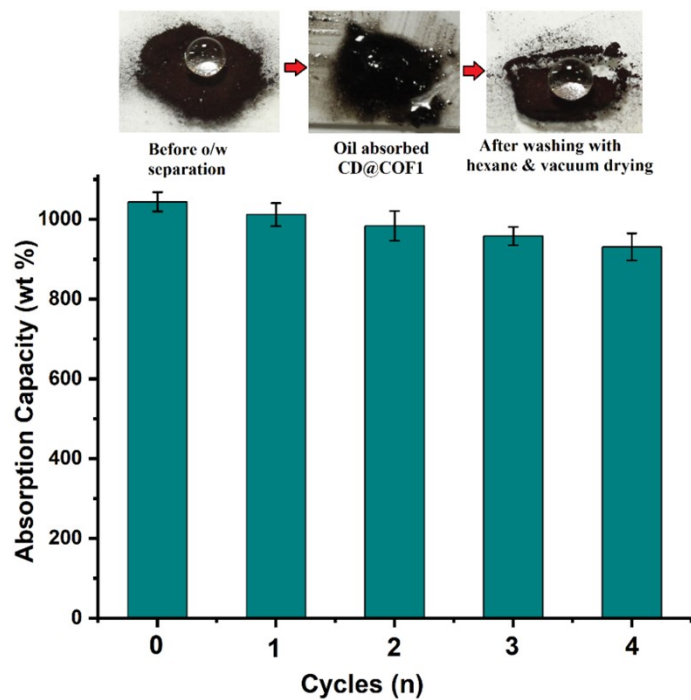 Before o/w
separation
Oil absorbed
CD@COF1
After washing with
hexane & vacuum drying
Absorption Capacity (wt %)
1000
800
600
400
200
0
0 1 2 3 4
Cycles (n)